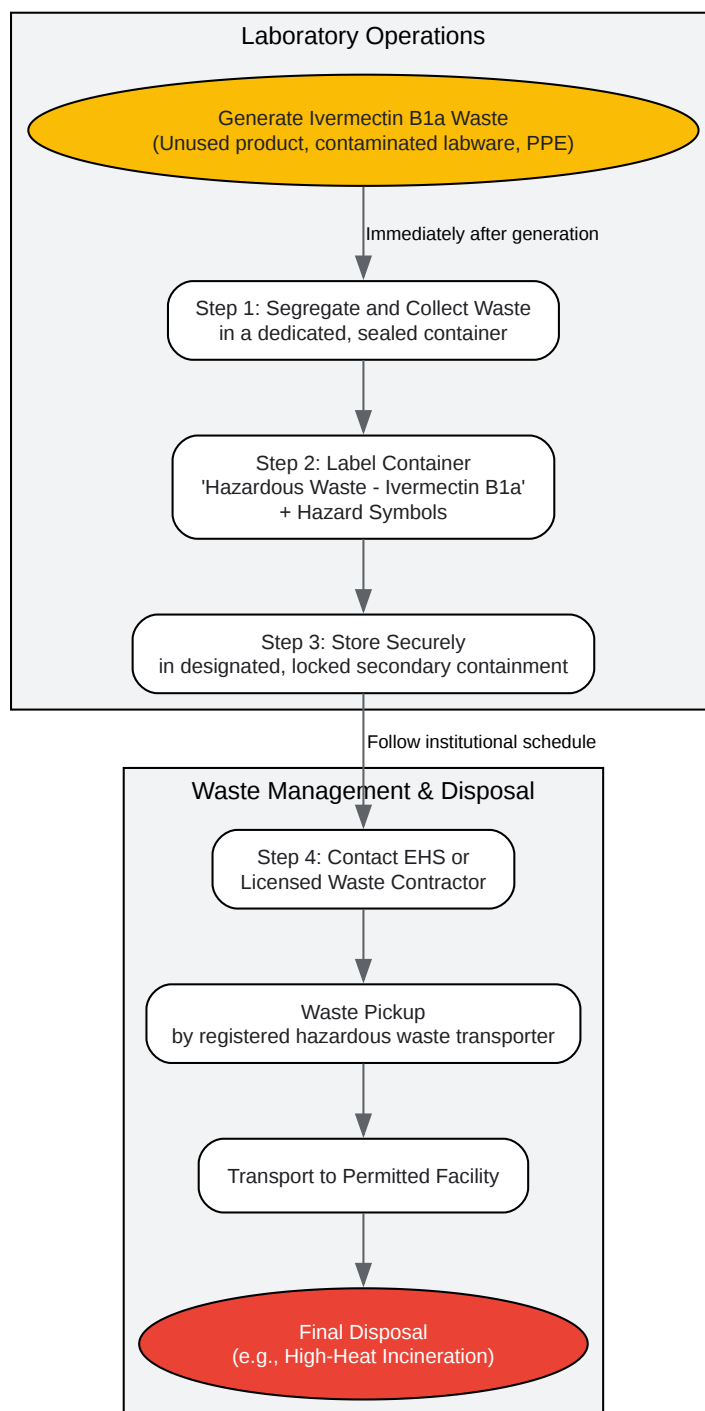 Laboratory Operations
Generate Ivermectin B1a Waste
(Unused product, contaminated labware, PPE)
Immediately after generation
Step 1: Segregate and Collect Waste
in a dedicated, sealed container
Step 2: Label Container
'Hazardous Waste - Ivermectin B1a'
+ Hazard Symbols
Step 3: Store Securely
in designated, locked secondary containment
Follow institutional schedule
Waste Management & Disposal
Step 4: Contact EHS or
Licensed Waste Contractor
Waste Pickup
by registered hazardous waste transporter
Transport to Permitted Facility
Final Disposal
(e.g., High-Heat Incineration)